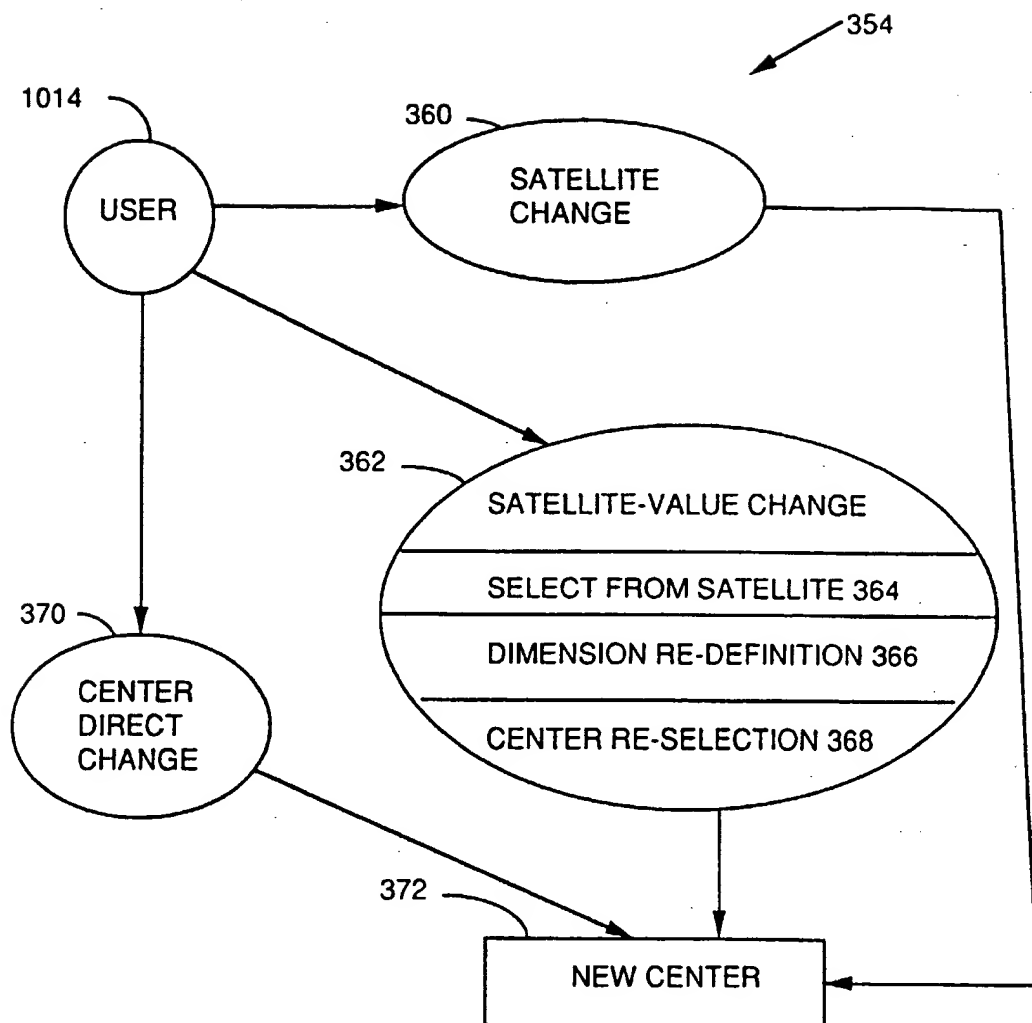 354
1014
360
USER
SATELLITE
CHANGE
362
SATELLITE-VALUE CHANGE
SELECT FROM SATELLITE 364
DIMENSION RE-DEFINITION 366
CENTER RE-SELECTION 368
370
CENTER
DIRECT
CHANGE
372
NEW CENTER